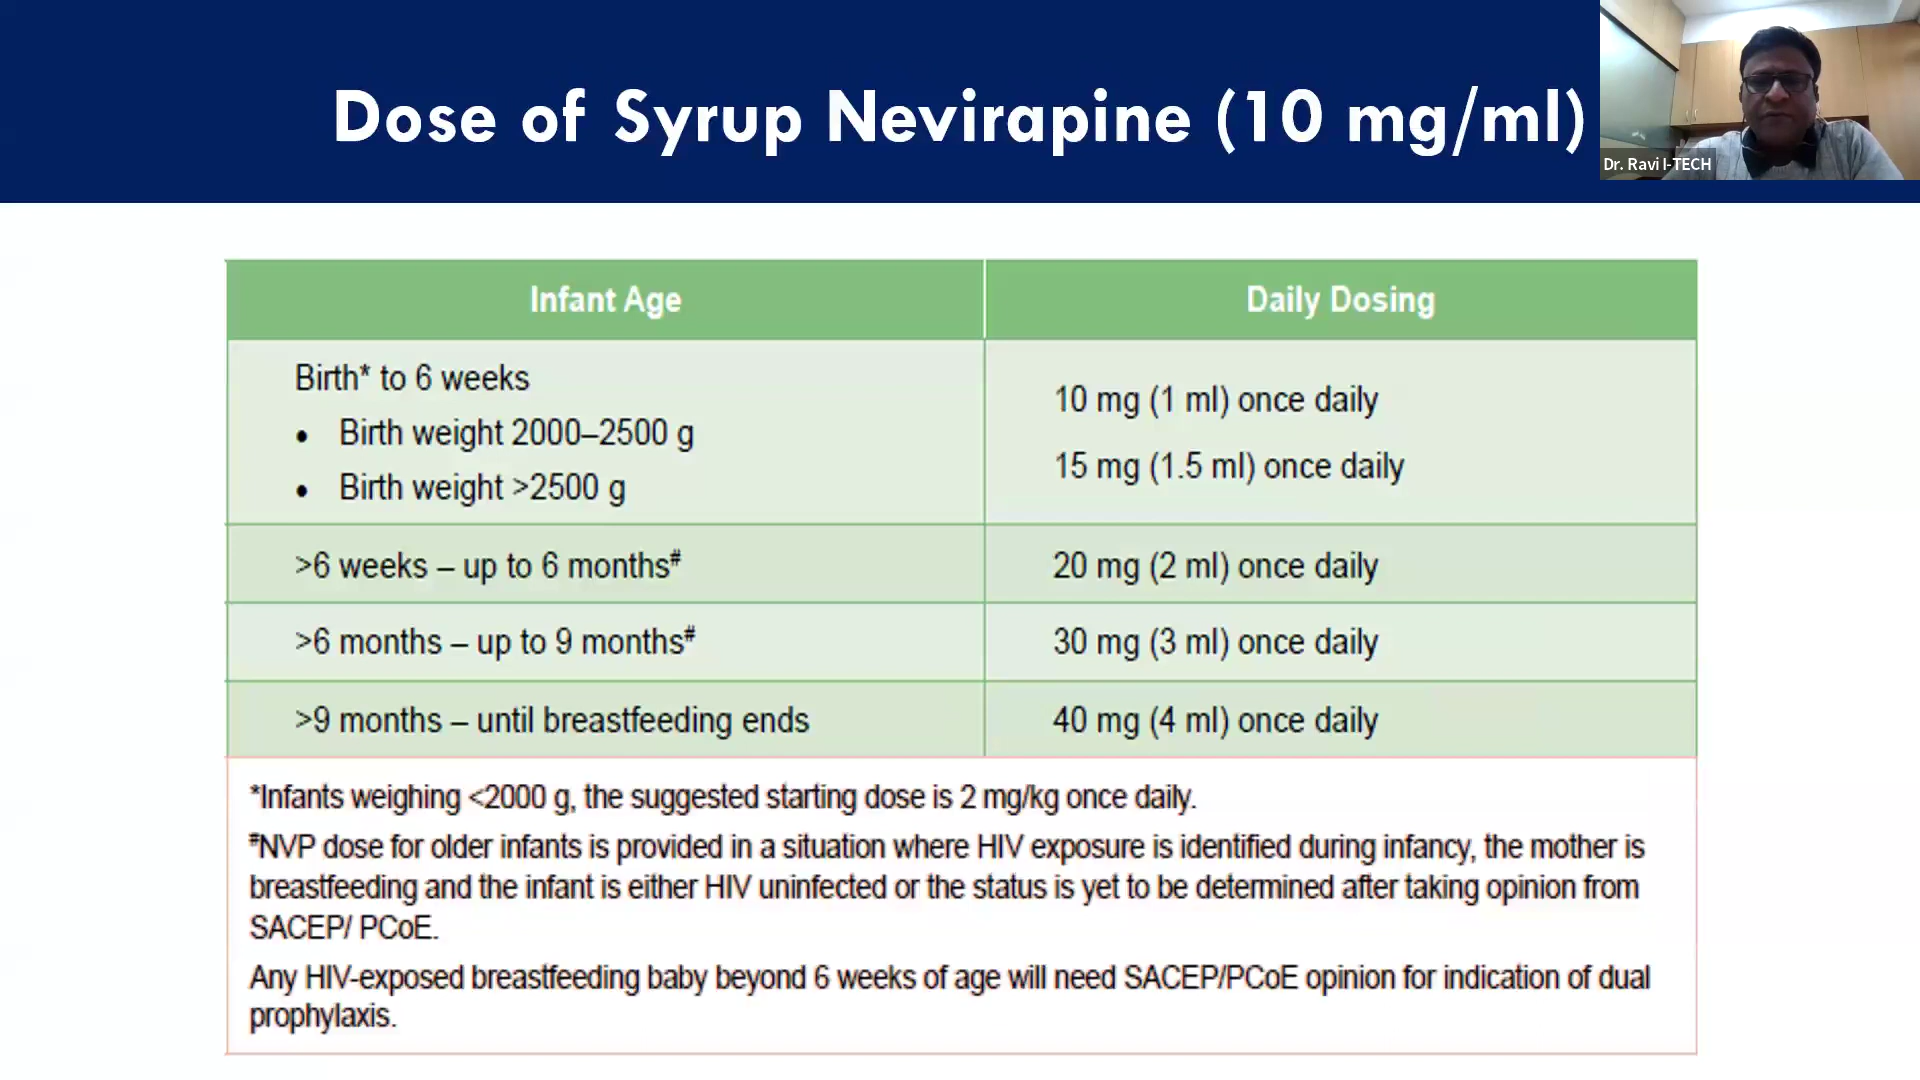 Dose of Syrup Nevirapine (10 mg/ml)
Dr. Ravi I-TECH
Infant Age
Daily Dosing
Birth* to 6 weeks
• Birth weight 2000–2500 g
• Birth weight >2500 g
10 mg (1 ml) once daily
15 mg (1.5 ml) once daily
>6 weeks – up to 6 months#
20 mg (2 ml) once daily
>6 months – up to 9 months#
30 mg (3 ml) once daily
>9 months – until breastfeeding ends
40 mg (4 ml) once daily
*Infants weighing <2000 g, the suggested starting dose is 2 mg/kg once daily.
#NVP dose for older infants is provided in a situation where HIV exposure is identified during infancy, the mother is
breastfeeding and the infant is either HIV uninfected or the status is yet to be determined after taking opinion from
SACEP/ PCoE.
Any HIV-exposed breastfeeding baby beyond 6 weeks of age will need SACEP/PCoE opinion for indication of dual
prophylaxis.